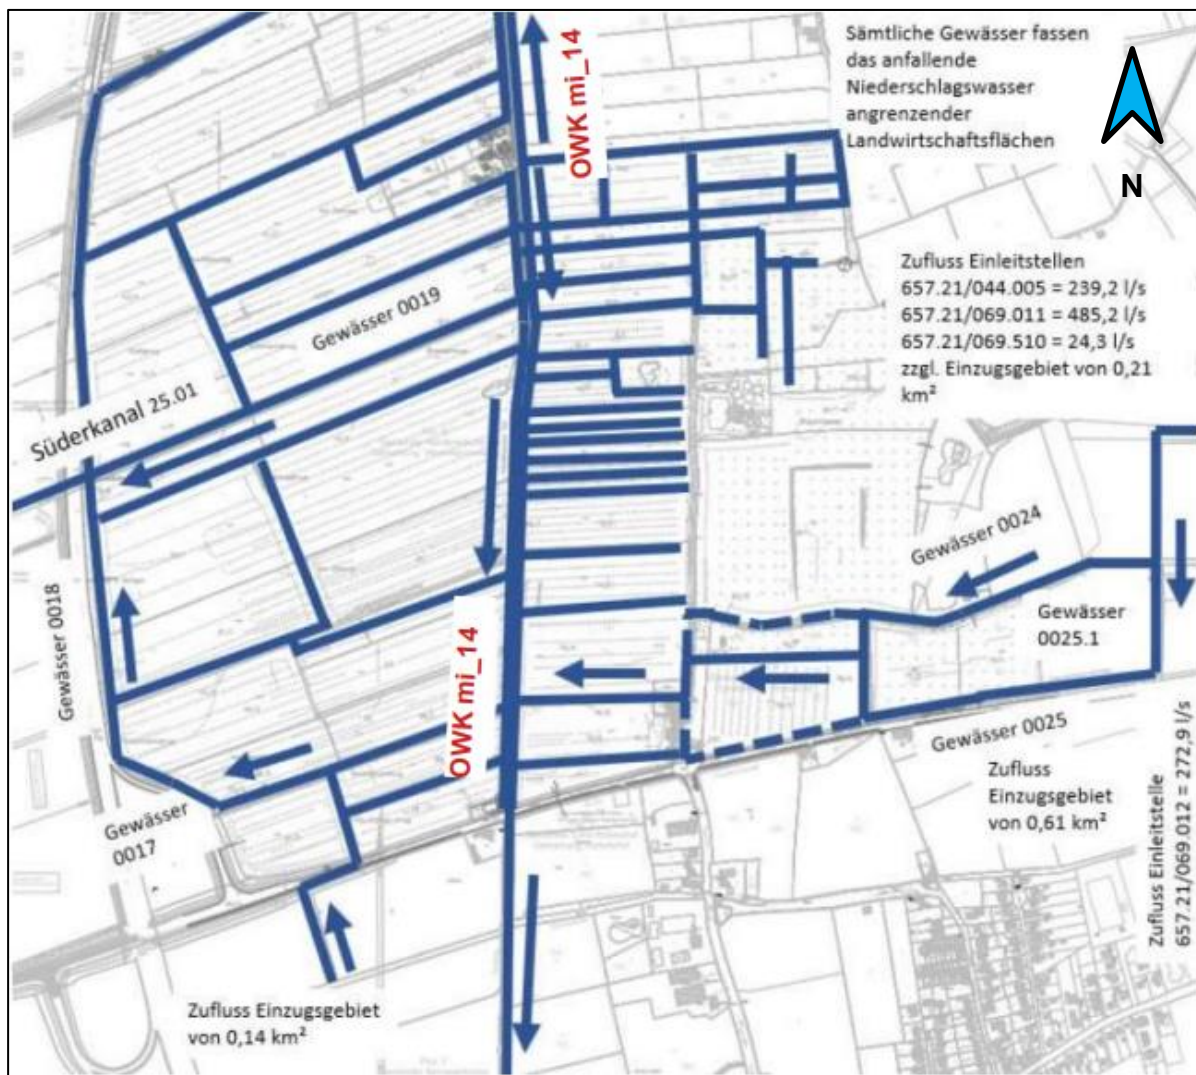 Sämtliche Gewässer fassen
das anfallende
Niederschlagswasser
angrenzender
Landwirtschaftsflächen
N
OWK mi_14
Zufluss Einleitstellen
657.21/044.005 = 239,2 l/s
657.21/069.011 = 485,2 l/s
657.21/069.510 = 24,3 l/s
zzgl. Einzugsgebiet von 0,21
km²
Gewässer 0019
Süderkanal 25.01
Gewässer 0024
Gewässer
0025.1
Gewässer 0018
OWK mi_14
Gewässer 0025
Zufluss
Einzugsgebiet
von 0,61 km²
Zufluss Einleitstelle
657.21/069.012 = 272,9 l/s
Gewässer
0017
Zufluss Einzugsgebiet
von 0,14 km²